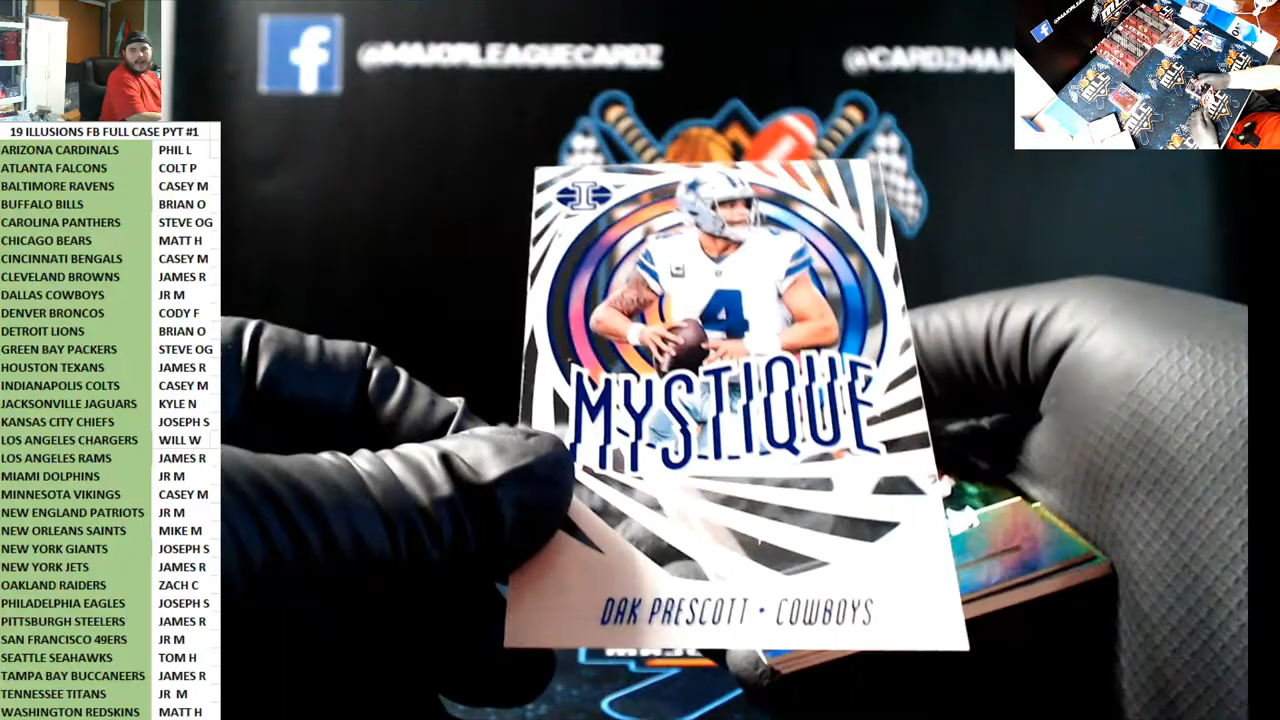 @MAJORLEAGUECARDZ
@CARDZMAN
19 ILLUSIONS FB FULL CASE PYT #1
ARIZONA CARDINALS PHIL L
ATLANTA FALCONS COLT P
BALTIMORE RAVENS CASEY M
BUFFALO BILLS BRIAN O
CAROLINA PANTHERS STEVE OG
CHICAGO BEARS MATT H
CINCINNATI BENGALS CASEY M
CLEVELAND BROWNS JAMES R
DALLAS COWBOYS JR M
DENVER BRONCOS CODY F
DETROIT LIONS BRIAN O
GREEN BAY PACKERS STEVE OG
HOUSTON TEXANS JAMES R
INDIANAPOLIS COLTS CASEY M
JACKSONVILLE JAGUARS KYLE N
KANSAS CITY CHIEFS JOSEPH S
LOS ANGELES CHARGERS WILL W
LOS ANGELES RAMS JAMES R
MIAMI DOLPHINS JR M
MINNESOTA VIKINGS CASEY M
NEW ENGLAND PATRIOTS JR M
NEW ORLEANS SAINTS MIKE M
NEW YORK GIANTS JOSEPH S
NEW YORK JETS JAMES R
OAKLAND RAIDERS ZACH C
PHILADELPHIA EAGLES JOSEPH S
PITTSBURGH STEELERS JAMES R
SAN FRANCISCO 49ERS JR M
SEATTLE SEAHAWKS TOM H
TAMPA BAY BUCCANEERS JAMES R
TENNESSEE TITANS JR M
WASHINGTON REDSKINS MATT H
I
4
MYSTIQUE
DAK PRESCOTT • COWBOYS